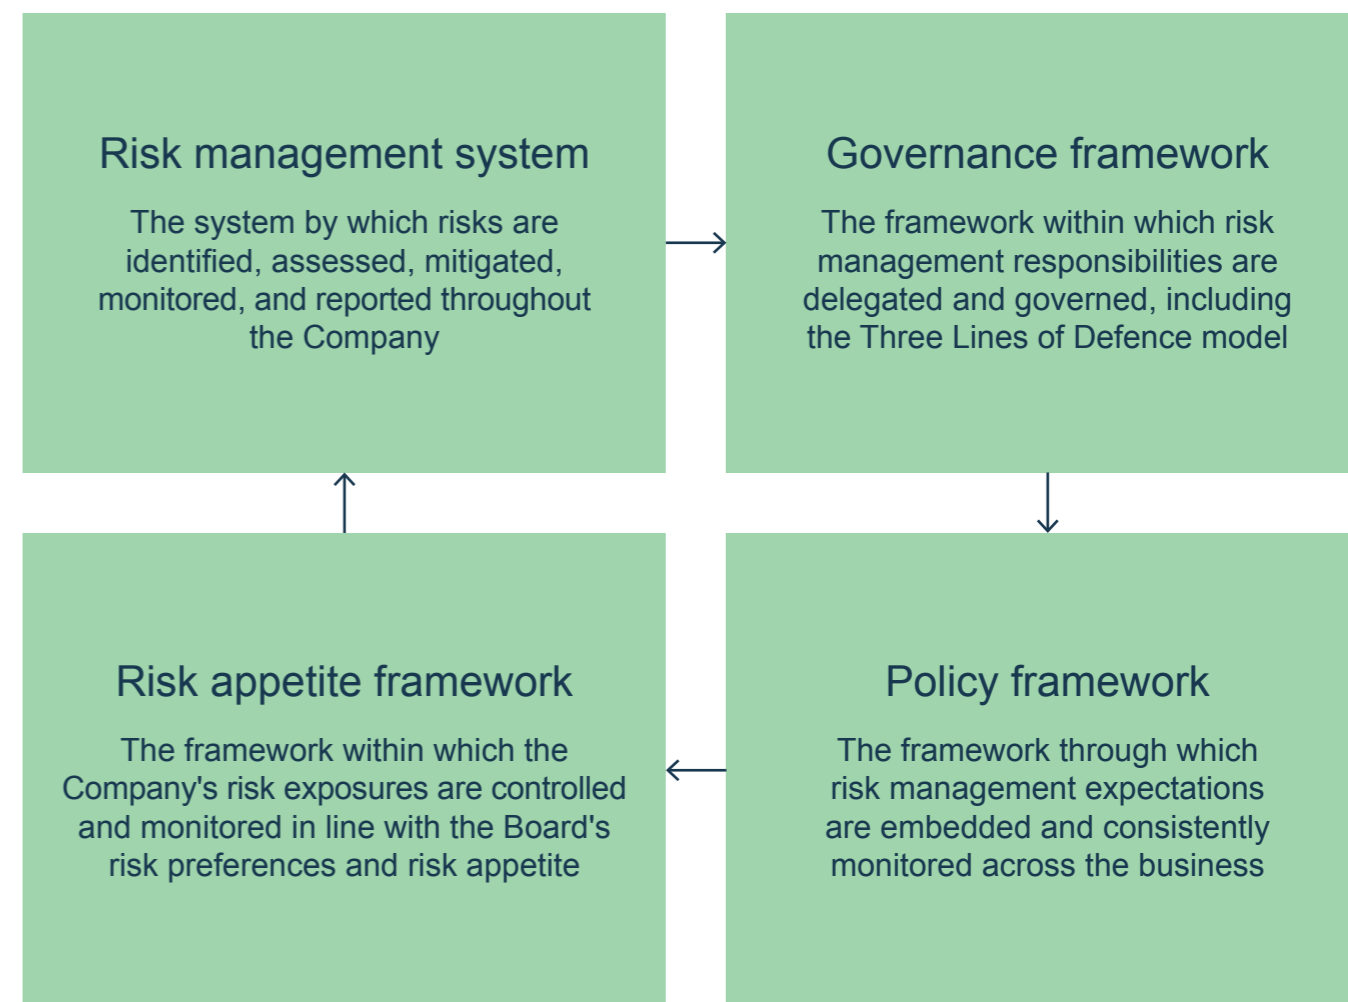 Risk management system
The system by which risks are
identified, assessed, mitigated,
monitored, and reported throughout
the Company
Governance framework
The framework within which risk
management responsibilities are
delegated and governed, including
the Three Lines of Defence model
Risk appetite framework
The framework within which the
Company's risk exposures are controlled
and monitored in line with the Board's
risk preferences and risk appetite
Policy framework
The framework through which
risk management expectations
are embedded and consistently
monitored across the business